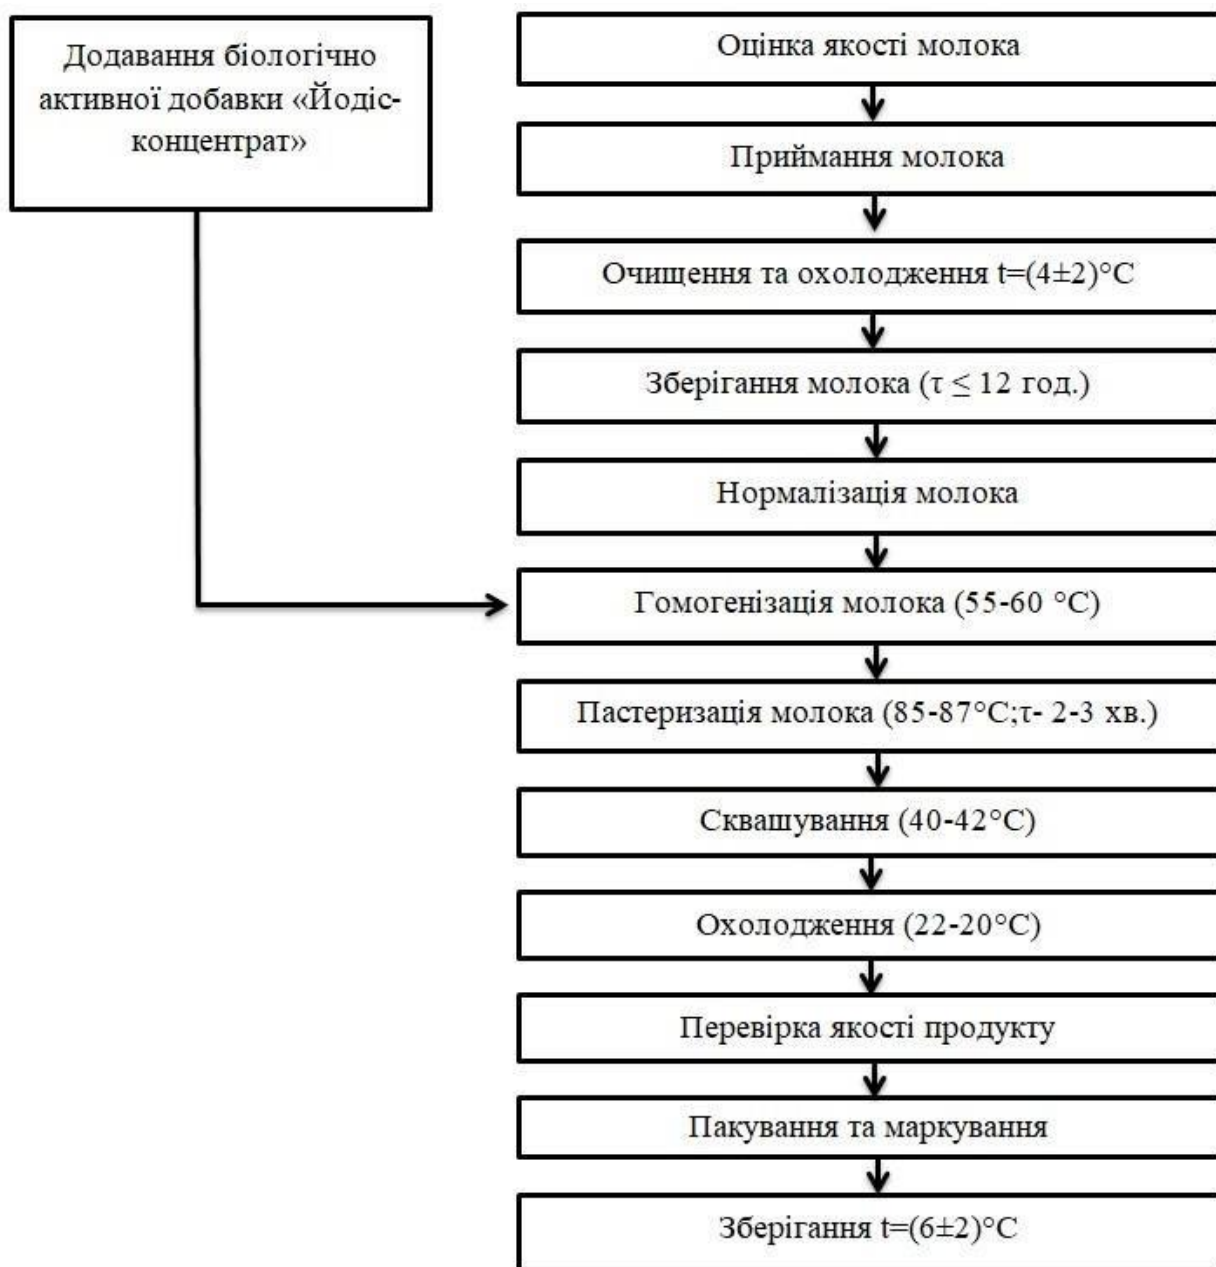 Додавання біологічно
активної добавки «Йодіс-
концентрат»
Оцінка якості молока
Приймання молока
Очищення та охолодження t=(4±2)°С
Зберігання молока (τ ≤ 12 год.)
Нормалізація молока
Гомогенізація молока (55-60 °С)
Пастеризація молока (85-87°С;τ- 2-3 хв.)
Сквашування (40-42°С)
Охолодження (22-20°С)
Перевірка якості продукту
Пакування та маркування
Зберігання t=(6±2)°С